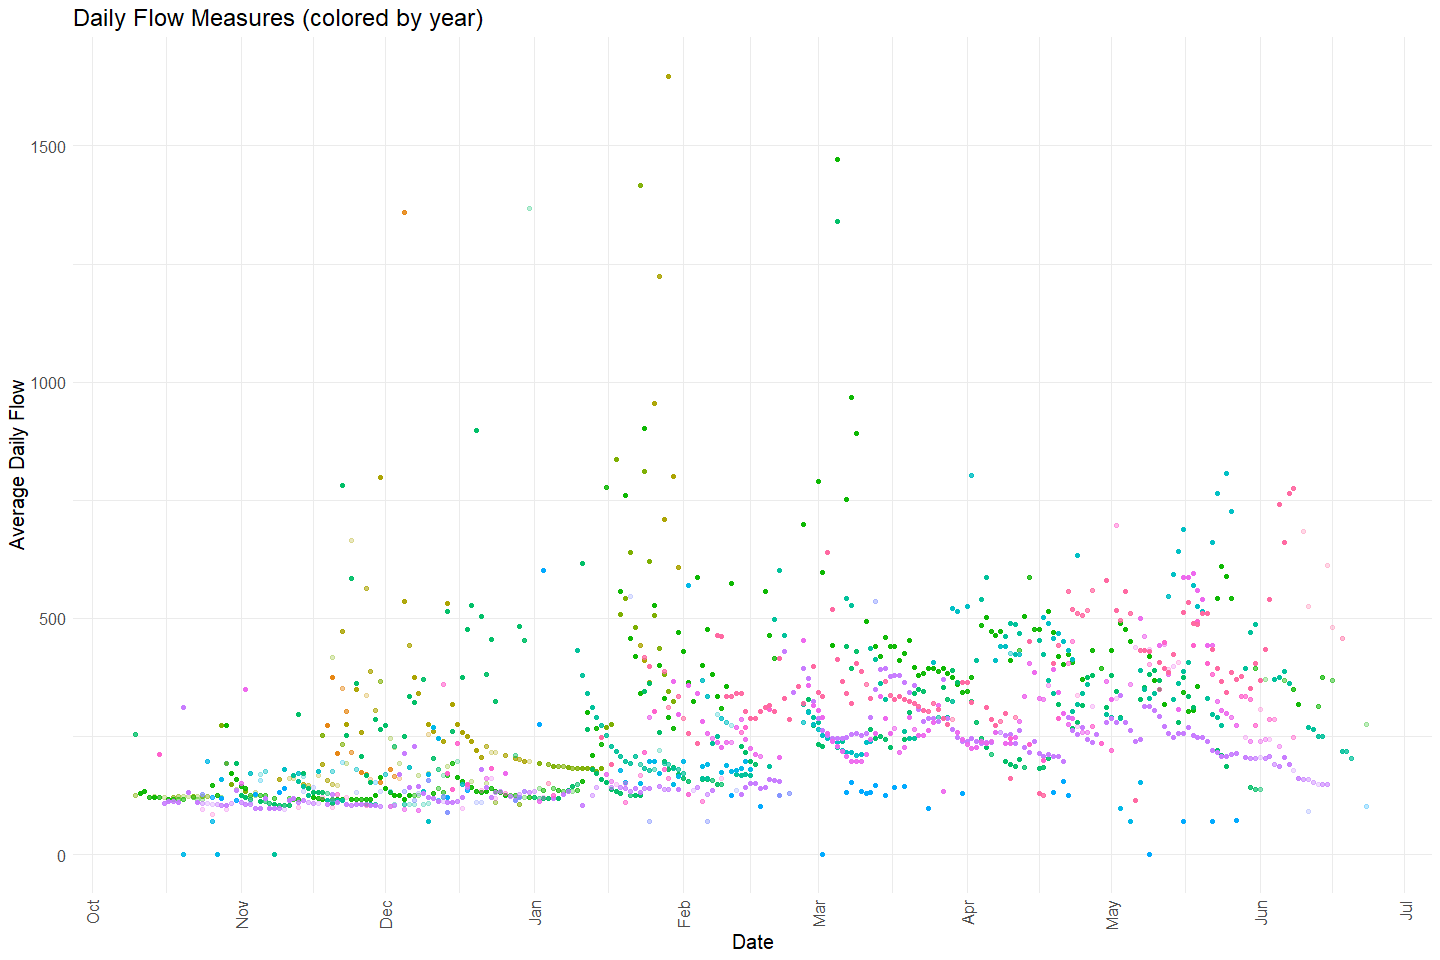 Daily Flow Measures (colored by year)
Average Daily Flow
1500
1000
500
0
Oct
Nov
Dec
Jan
Feb
Mar
Apr
May
Jun
Jul
Date